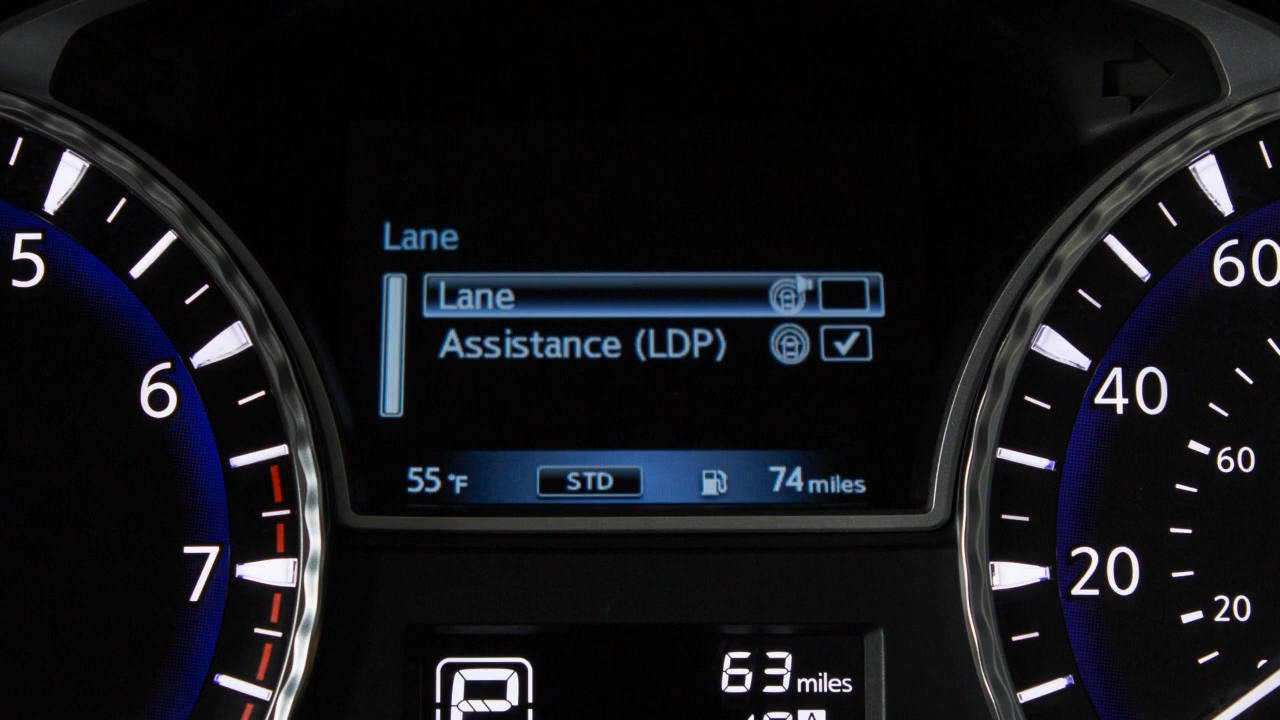 Lane
Lane
Assistance (LDP)
55 °F STD 74 miles
5
6
7
60
40
20
60
20
P
63 miles